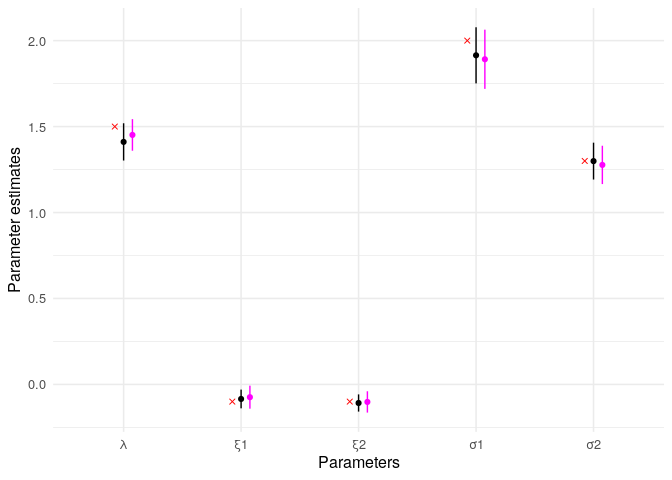 2.0
1.5
1.0
0.5
0.0
Parameter estimates
λ
ξ1
ξ2
σ1
σ2
Parameters